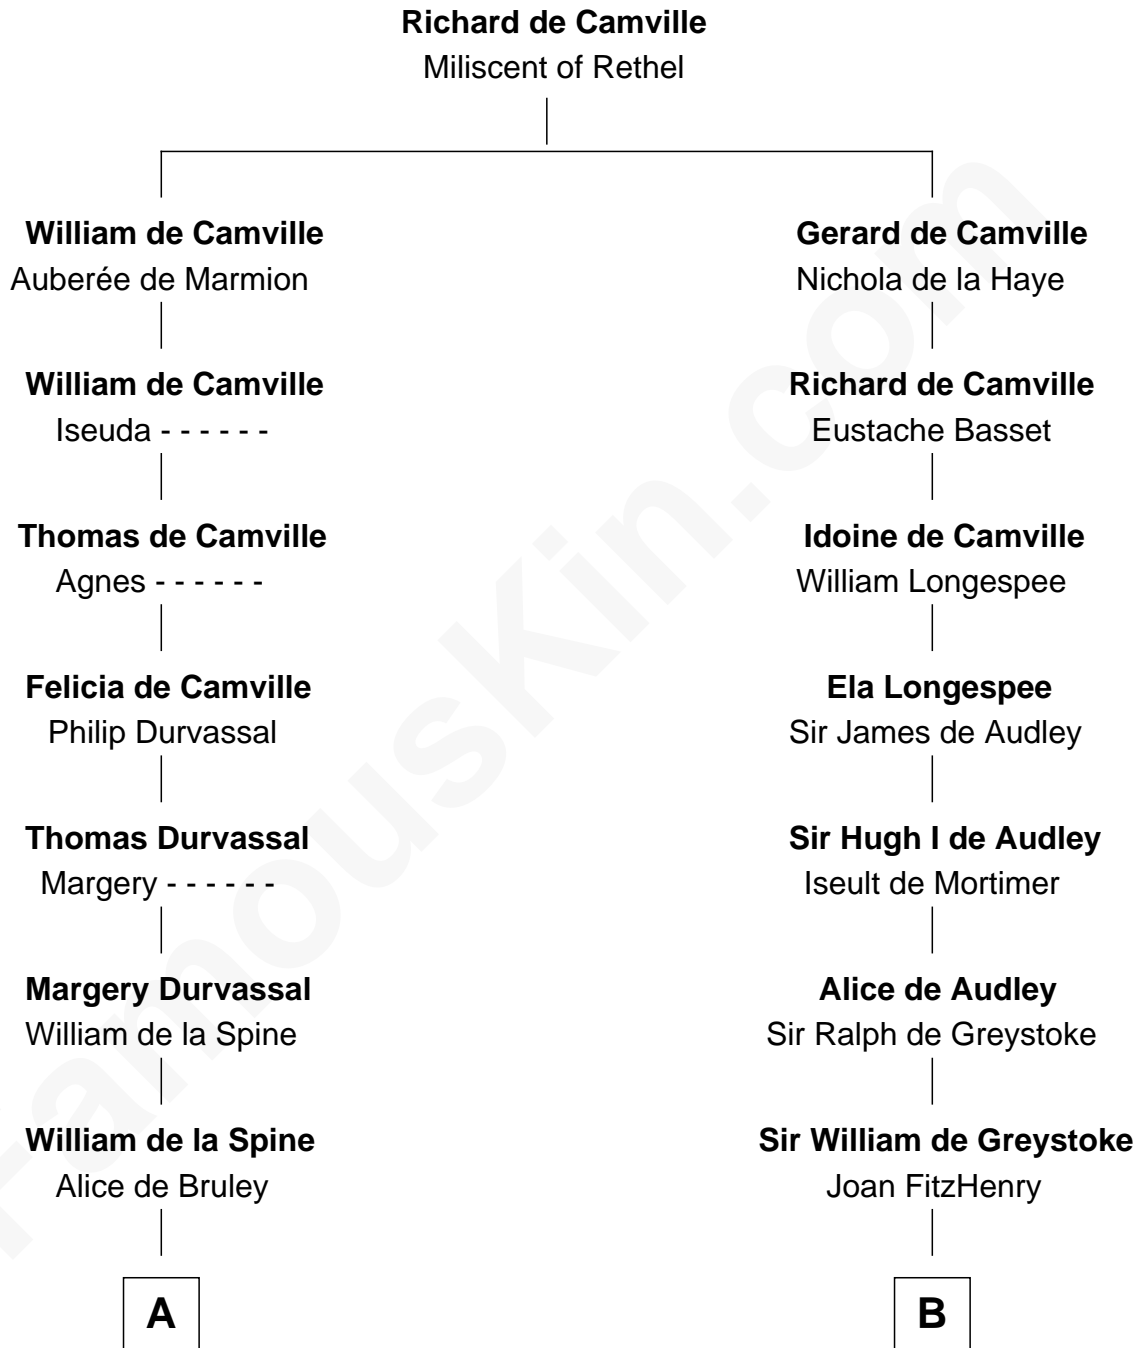 Richard de Camville
Miliscent of Rethel
William de Camville
Auberée de Marmion
Gerard de Camville
Nichola de la Haye
William de Camville
Iseuda - - - - - -
Richard de Camville
Eustache Basset
Thomas de Camville
Agnes - - - - - -
Idoine de Camville
William Longespee
Felicia de Camville
Philip Durvassal
Ela Longespee
Sir James de Audley
Thomas Durvassal
Margery - - - - - -
Sir Hugh I de Audley
Iseult de Mortimer
Margery Durvassal
William de la Spine
Alice de Audley
Sir Ralph de Greystoke
William de la Spine
Alice de Bruley
Sir William de Greystoke
Joan FitzHenry
A
B
FamousKin.com